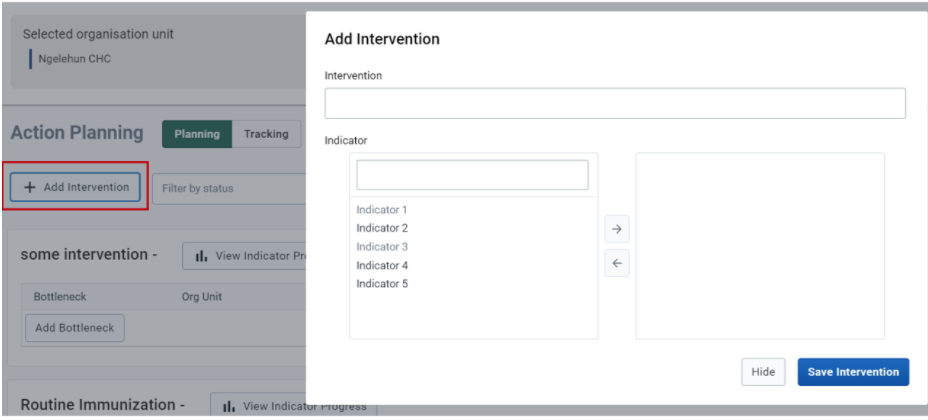 Selected organisation unit
Ngelehun CHC
Action Planning
Planning
Tracking
+ Add Intervention
Filter by status
some intervention -
View Indicator Pr
Bottleneck
Org Unit
Add Bottleneck
Routine Immunization -
View Indicator Progress
Add Intervention
Intervention
Indicator
Indicator 1
Indicator 2
Indicator 3
Indicator 4
Indicator 5
Hide
Save Intervention